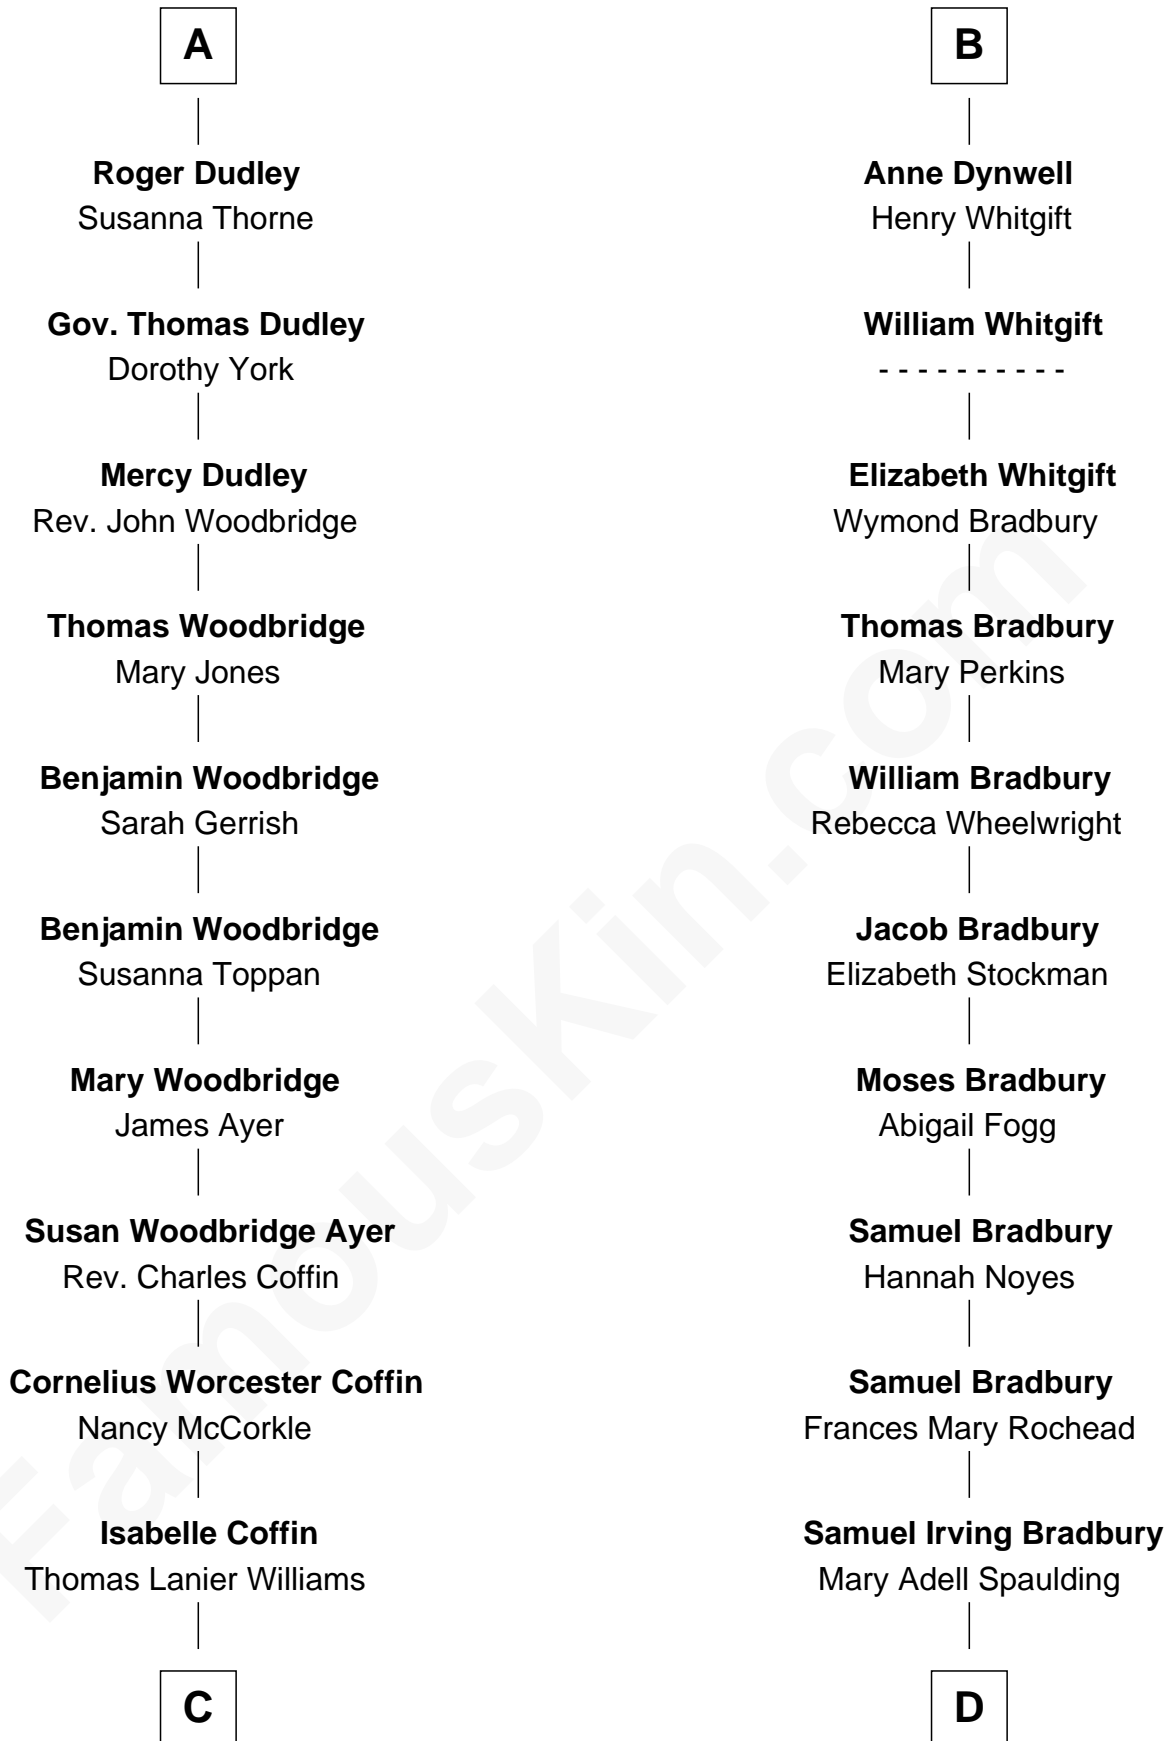 A
Roger Dudley
Susanna Thorne
Gov. Thomas Dudley
Dorothy York
Mercy Dudley
Rev. John Woodbridge
Thomas Woodbridge
Mary Jones
Benjamin Woodbridge
Sarah Gerrish
Benjamin Woodbridge
Susanna Toppan
Mary Woodbridge
James Ayer
Susan Woodbridge Ayer
Rev. Charles Coffin
Cornelius Worcester Coffin
Nancy McCorkle
Isabelle Coffin
Thomas Lanier Williams
C
B
Anne Dynwell
Henry Whitgift
William Whitgift
- - - - - - - - - -
Elizabeth Whitgift
Wymond Bradbury
Thomas Bradbury
Mary Perkins
William Bradbury
Rebecca Wheelwright
Jacob Bradbury
Elizabeth Stockman
Moses Bradbury
Abigail Fogg
Samuel Bradbury
Hannah Noyes
Samuel Bradbury
Frances Mary Rochead
Samuel Irving Bradbury
Mary Adell Spaulding
D
FamousKin.com